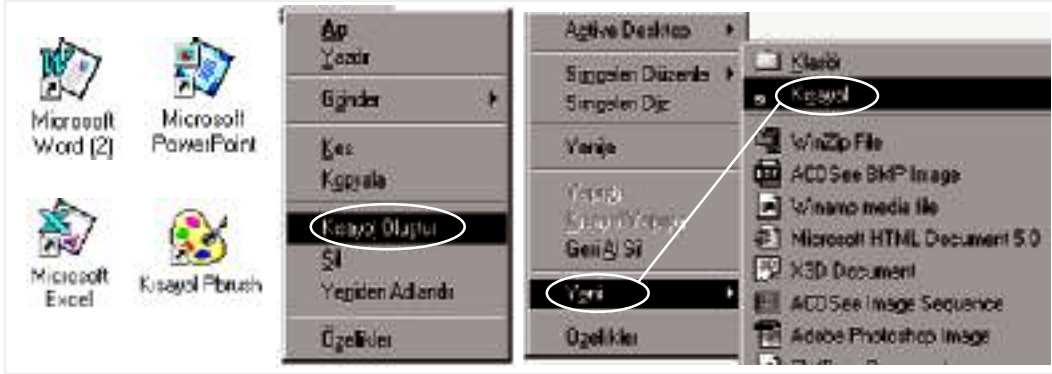 Microsoft
Word (2)
Microsoft
PowerPoint
Microsoft
Excel
Kısayol Pbrush
Aç
Yazdır
Gönder
Kes
Kopyala
Kısayol Oluştur
Sil
Yeniden Adlandır
Özellikler
Active Desktop
Simgeleri Düzenle
Simgeleri Diz
Yenile
Geri Al Sil
Yeni
Özellikler
Klasör
Kısayol
WinZip File
ACDSee BMP Image
Winamp media file
Microsoft HTML Document 5.0
X3D Document
ACDSee Image Sequence
Adobe Photoshop Image